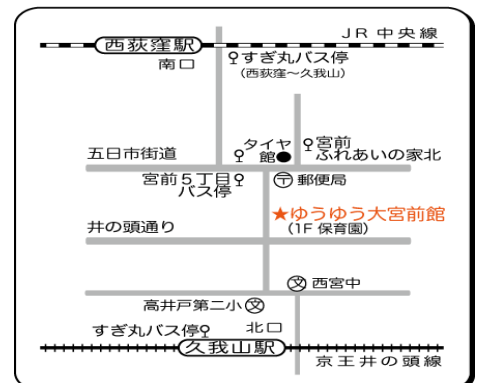 JR中央線
西荻窪駅
南口
すぎ丸バス停
(西荻窪〜久我山)
タイヤ
館
宮前
ふれあいの家北
五日市街道
宮前5丁目
バス停
〒郵便局
★ゆうゆう大宮前館
(1F 保育園)
井の頭通り
文 西宮中
高井戸第二小 文
すぎ丸バス停
北口
久我山駅
京王井の頭線